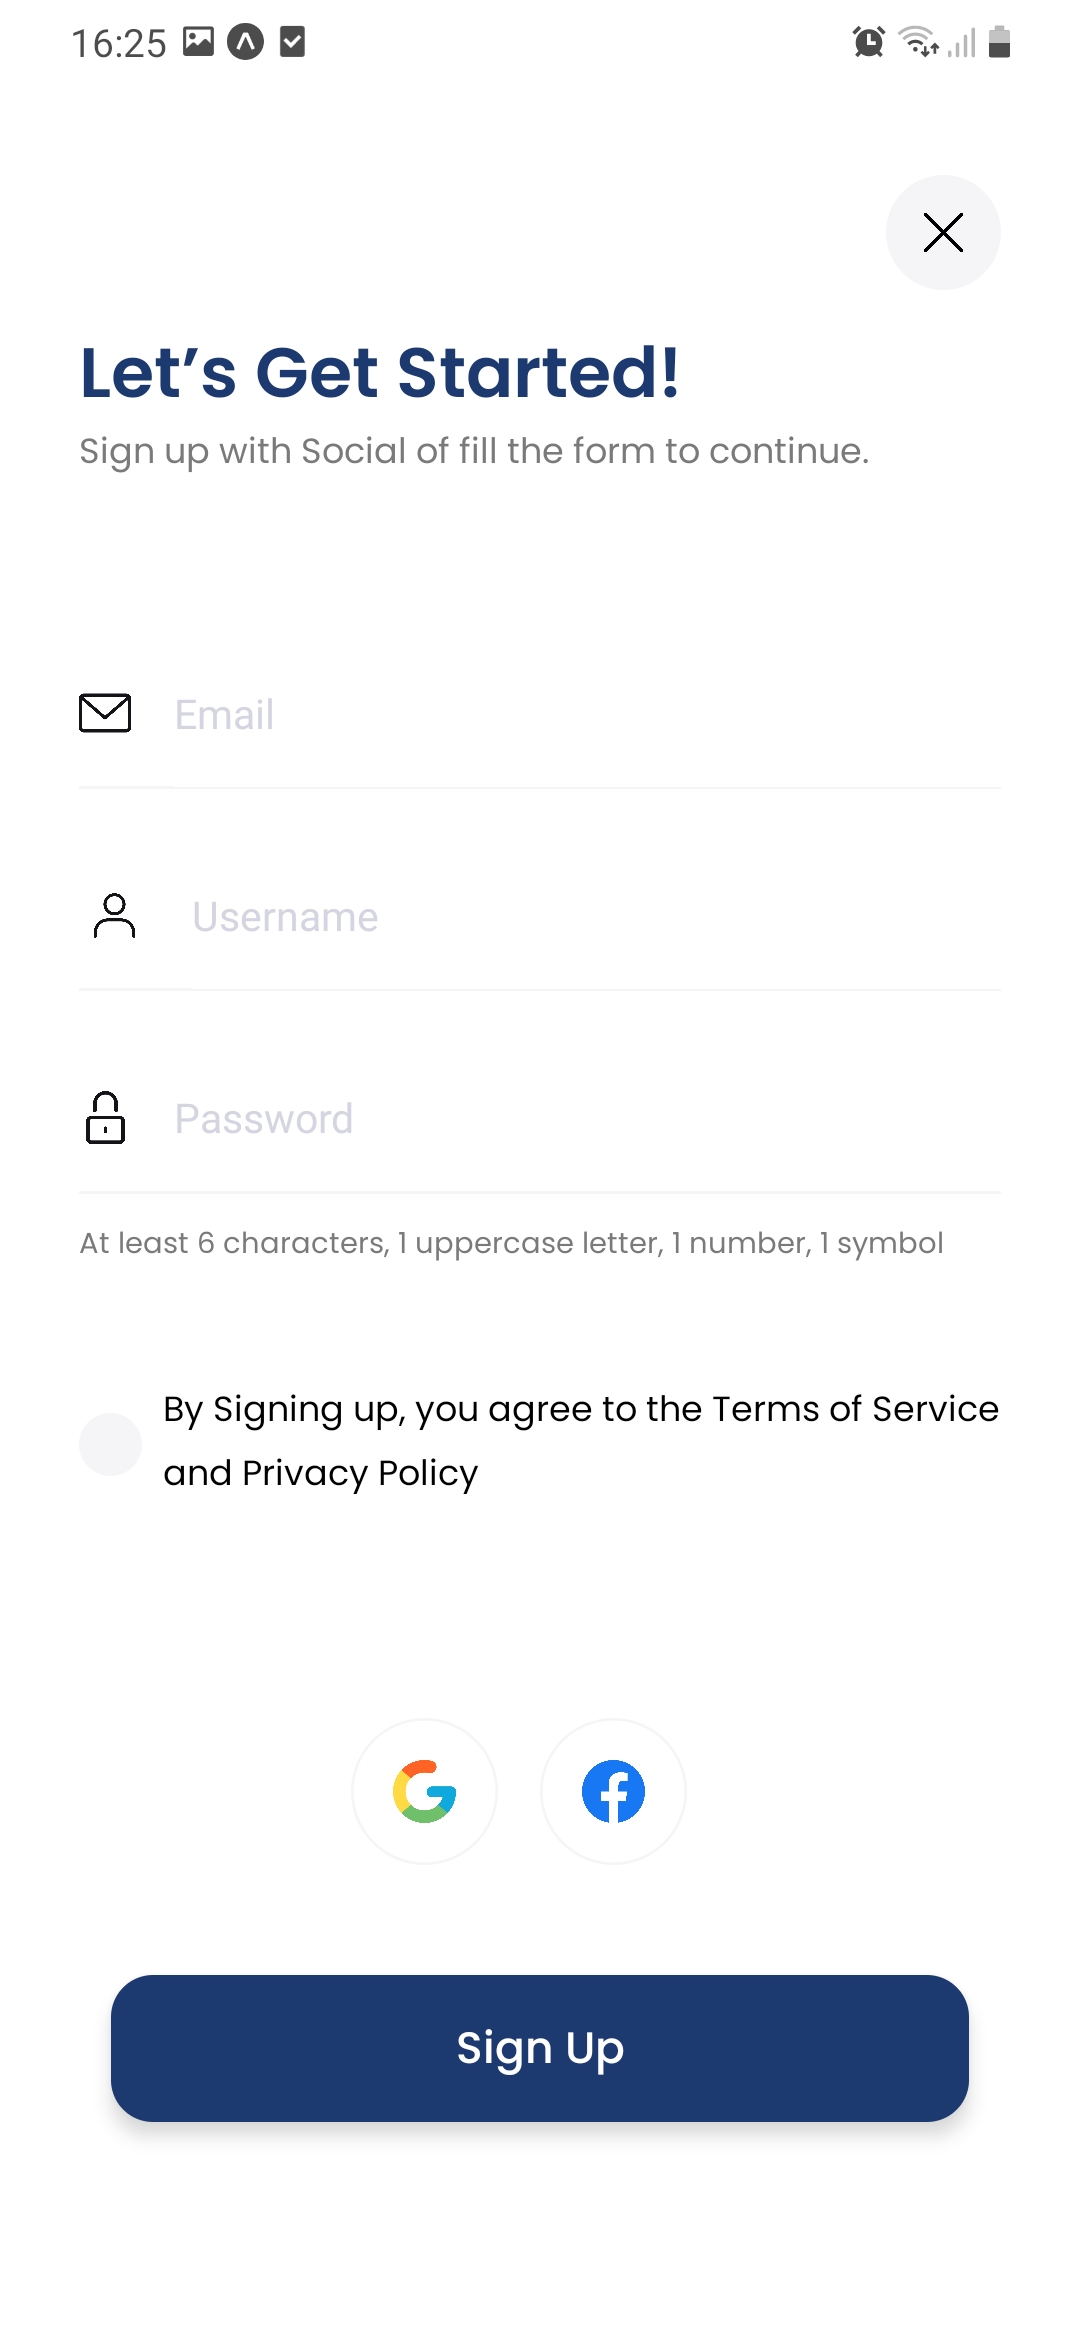 16:25
Let's Get Started!
Sign up with Social of fill the form to continue.
Email
Username
Password
At least 6 characters, 1 uppercase letter, 1 number, 1 symbol
By Signing up, you agree to the Terms of Service
and Privacy Policy
Sign Up